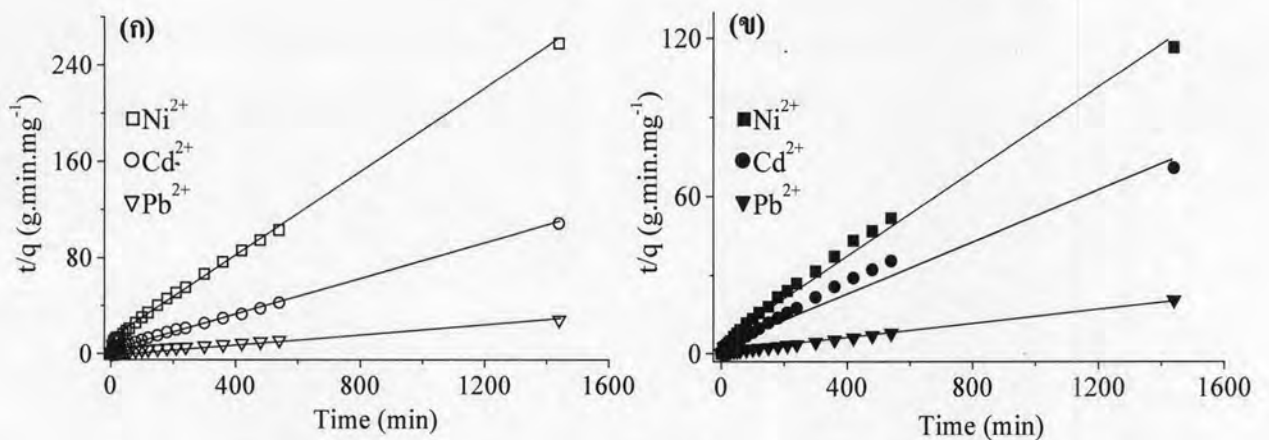 (ก)
240
160
80
0
t/q (g.min.mg⁻¹)
□Ni²⁺
○Cd²⁺
▽Pb²⁺
0 400 800 1200 1600
Time (min)
(ข)
120
60
0
t/q (g.min.mg⁻¹)
■Ni²⁺
●Cd²⁺
▼Pb²⁺
0 400 800 1200 1600
Time (min)